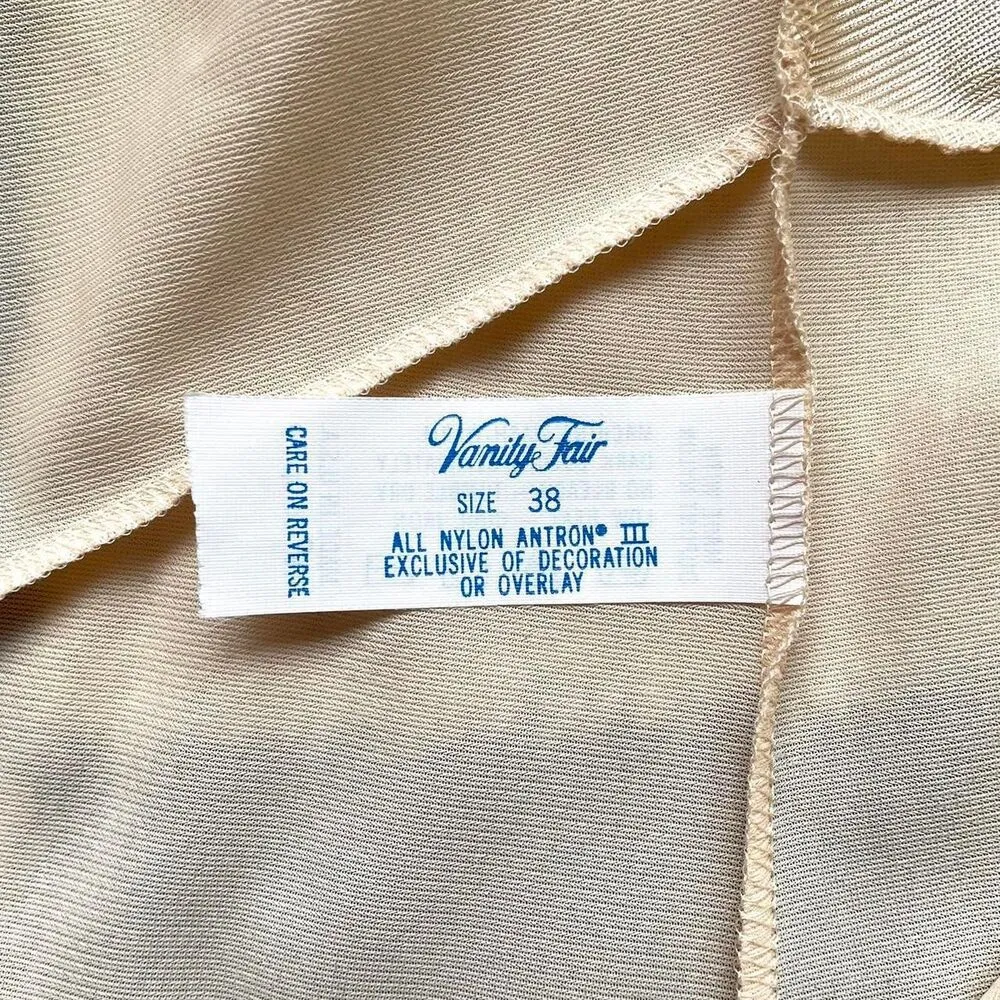 Vanity Fair
SIZE 38
ALL NYLON ANTRON® III
EXCLUSIVE OF DECORATION
OR OVERLAY
CARE ON REVERSE